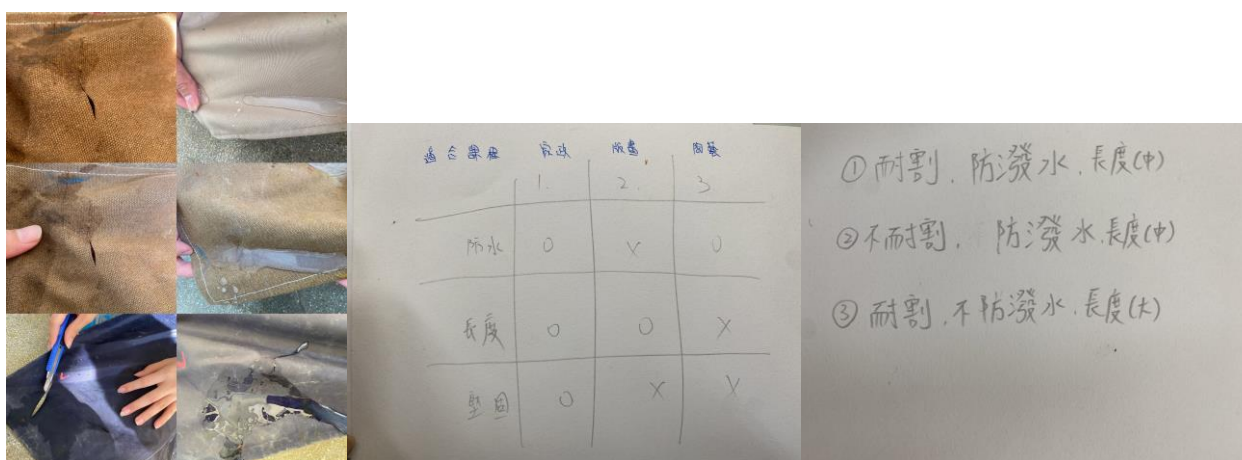 適合課程 家政 版畫 陶藝
1. 2. 3
防水 O X O
長度 O O X
堅固 O X X
① 耐割, 防潑水, 長度(中)
② 不耐割, 防潑水, 長度(中)
③ 耐割, 不防潑水, 長度(大)